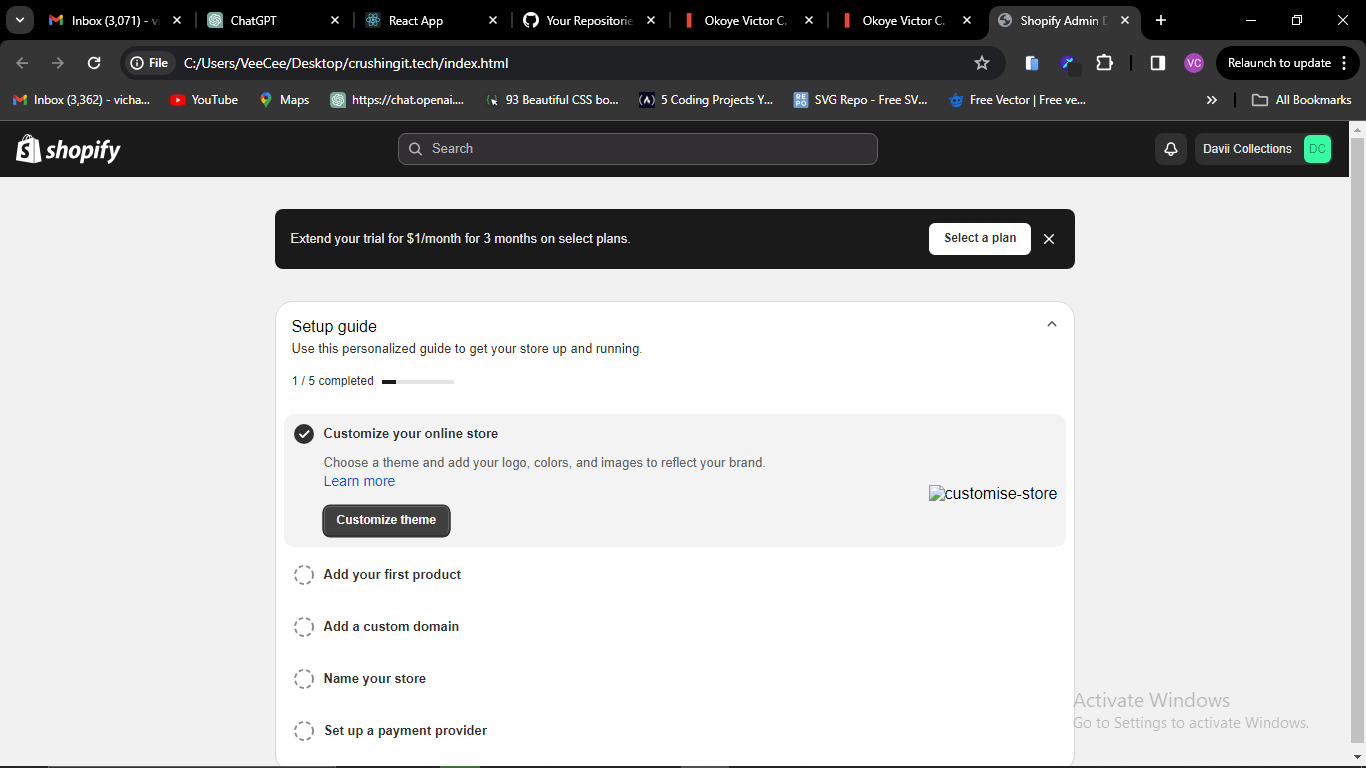 Inbox (3,071) - vi
ChatGPT
React App
Your Repositorie
Okoye Victor C.
Okoye Victor C.
Shopify Admin D
File
C:/Users/VeeCee/Desktop/crushingit.tech/index.html
VC
Relaunch to update
Inbox (3,362) - vicha...
YouTube
Maps
https://chat.openai....
93 Beautiful CSS bo...
(A)
5 Coding Projects Y...
RE
PO
SVG Repo - Free SV...
Free Vector | Free ve...
»
All Bookmarks
shopify
Search
Davii Collections
DC
Extend your trial for $1/month for 3 months on select plans.
Select a plan
Setup guide
Use this personalized guide to get your store up and running.
1 / 5 completed
Customize your online store
Choose a theme and add your logo, colors, and images to reflect your brand.
Learn more
customise-store
Customize theme
Add your first product
Add a custom domain
Name your store
Set up a payment provider
Activate Windows
Go to Settings to activate Windows.